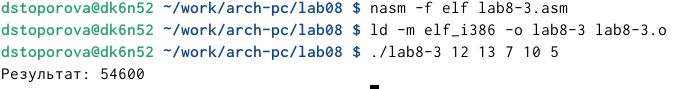 dstoporova@dk6n52 ~/work/arch-pc/lab08 $ nasm -f elf lab8-3.asm
dstoporova@dk6n52 ~/work/arch-pc/lab08 $ ld -m elf_i386 -o lab8-3 lab8-3.o
dstoporova@dk6n52 ~/work/arch-pc/lab08 $ ./lab8-3 12 13 7 10 5
Результат: 54600